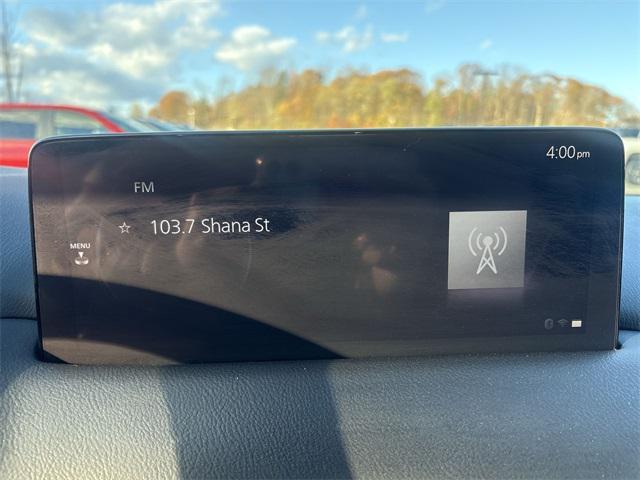 4:00pm
FM
☆ 103.7 Shana St
MENU